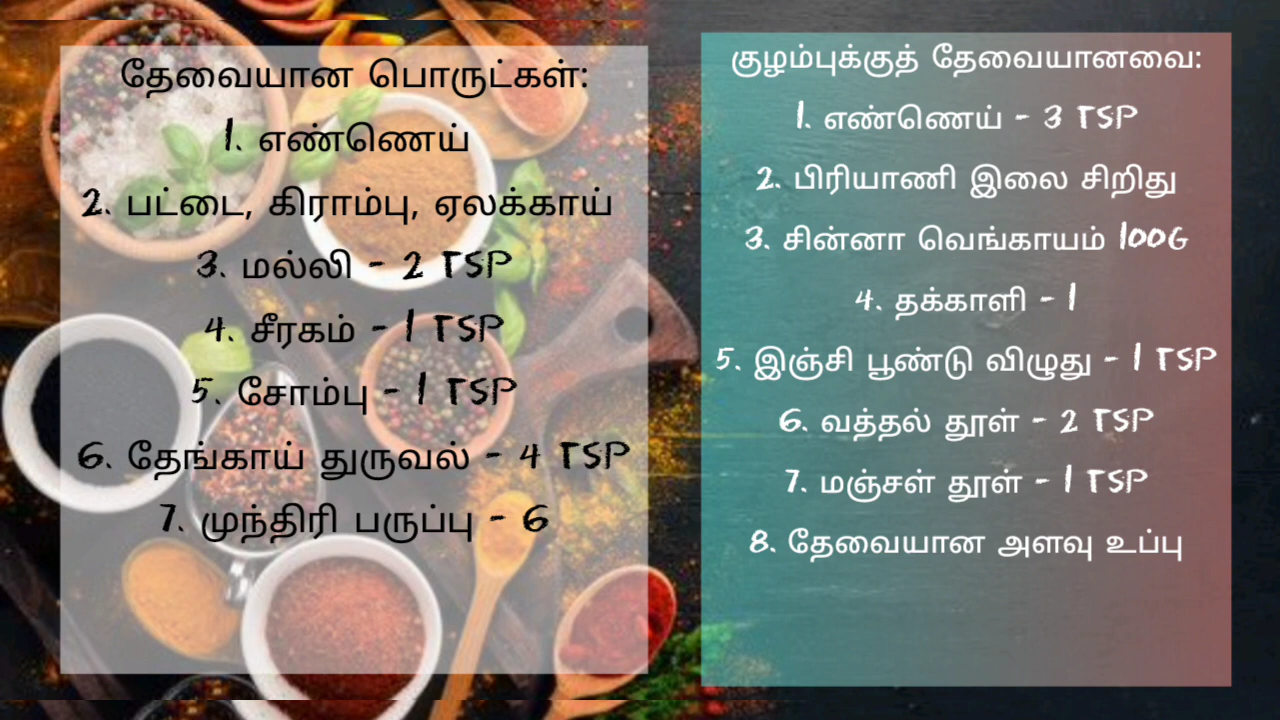 தேவையான பொருட்கள்:
1. எண்ணெய்
2. பட்டை, கிராம்பு, ஏலக்காய்
3. மல்லி - 2 TSP
4. சீரகம் - 1 TSP
5. சோம்பு - 1 TSP
6. தேங்காய் துருவல் - 4 TSP
7. முந்திரி பருப்பு - 6
குழம்புக்குத் தேவையானவை:
1. எண்ணெய் - 3 TSP
2. பிரியாணி இலை சிறிது
3. சின்னா வெங்காயம் 100G
4. தக்காளி - 1
5. இஞ்சி பூண்டு விழுது - 1 TSP
6. வத்தல் தூள் - 2 TSP
7. மஞ்சள் தூள் - 1 TSP
8. தேவையான அளவு உப்பு